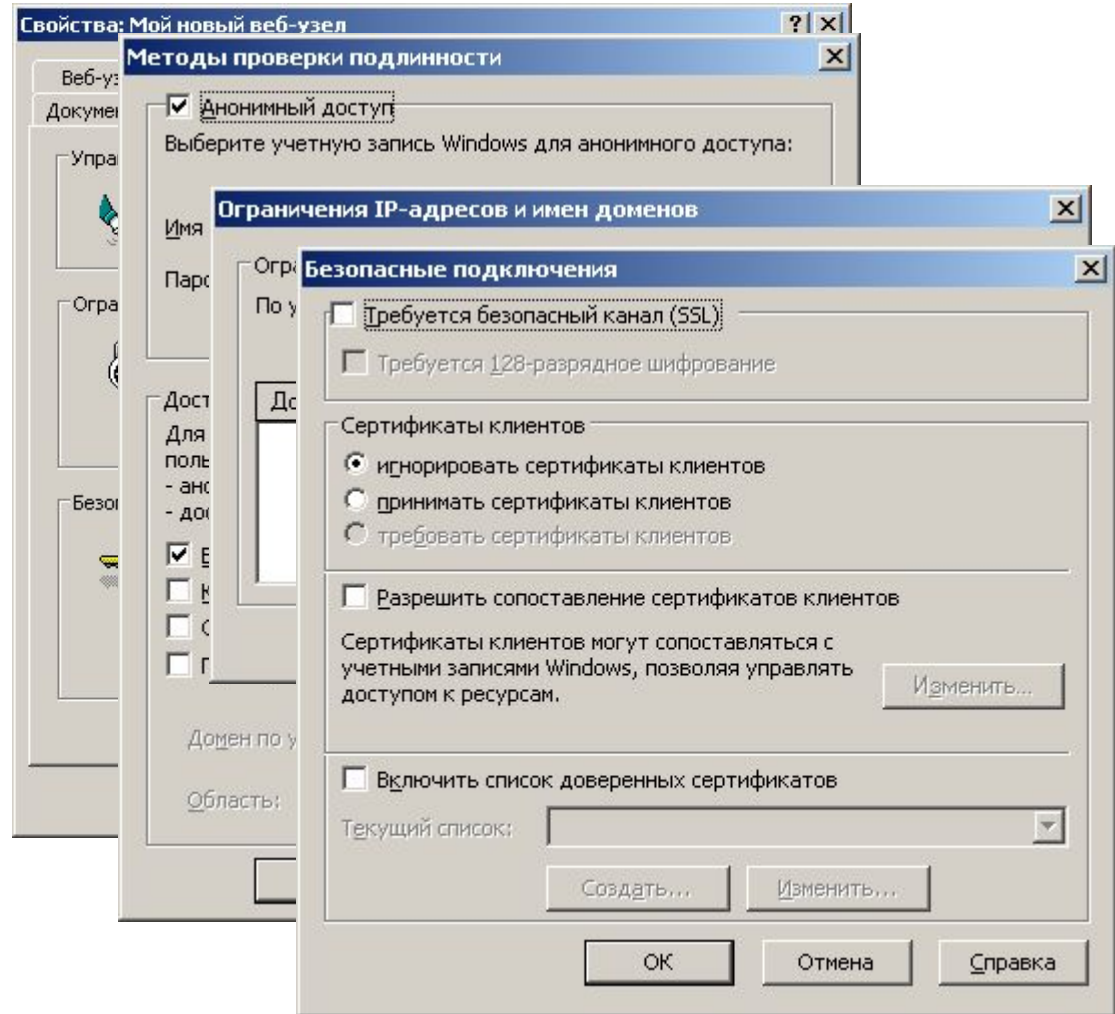 Свойства: Мой новый веб-узел
Методы проверки подлинности
Веб-уз
Докумен
Анонимный доступ
Выберите учетную запись Windows для анонимного доступа:
Упра
Ограничения IP-адресов и имен доменов
Имя
Огра
Безопасные подключения
Паро
По у
Огра
Требуется безопасный канал (SSL)
Требуется 128-разрядное шифрование
Дост
До
Для
поль
- ано
- дос
Сертификаты клиентов
игнорировать сертификаты клиентов
принимать сертификаты клиентов
требовать сертификаты клиентов
Безоп
Разрешить сопоставление сертификатов клиентов
Сертификаты клиентов могут сопоставляться с
учетными записями Windows, позволяя управлять
доступом к ресурсам.
Изменить...
Домен по у
Включить список доверенных сертификатов
Область:
Текущий список:
Создать...
Изменить...
ОК
Отмена
Справка